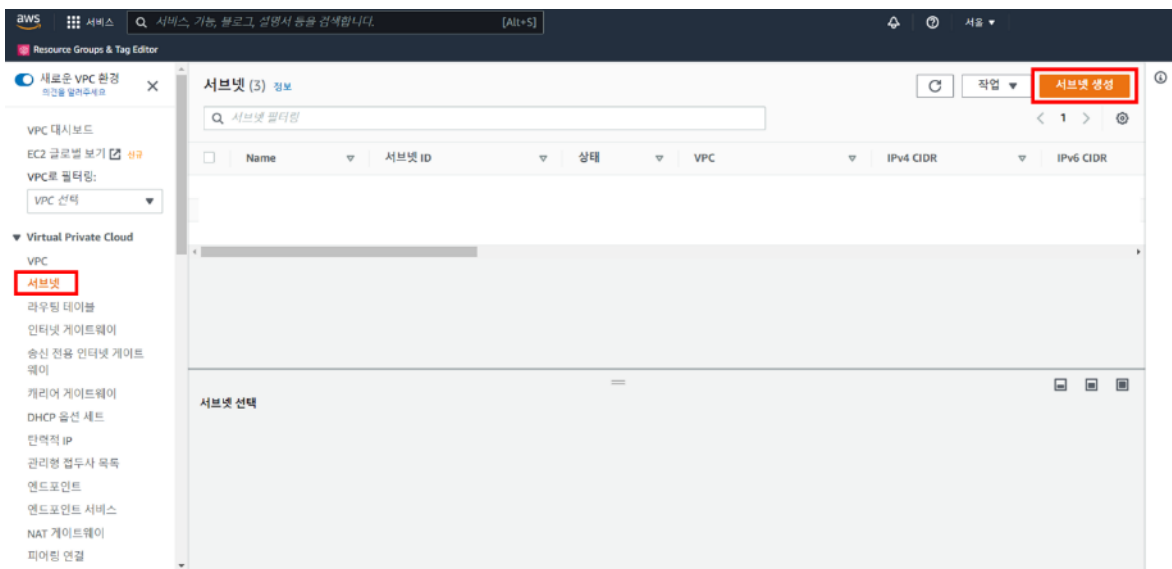 aws 서비스 서비스, 기능, 블로그, 설명서 등을 검색합니다. [Alt+S] 서울 ▼
Resource Groups & Tag Editor
새로운 VPC 환경
의견을 알려주세요
VPC 대시보드
EC2 글로벌 보기 신규
VPC로 필터링:
VPC 선택 ▼
▼ Virtual Private Cloud
VPC
서브넷
라우팅 테이블
인터넷 게이트웨이
송신 전용 인터넷 게이트
웨이
캐리어 게이트웨이
DHCP 옵션 세트
탄력적 IP
관리형 접두사 목록
엔드포인트
엔드포인트 서비스
NAT 게이트웨이
피어링 연결
서브넷 (3) 정보
작업 ▼ 서브넷 생성
서브넷 필터링
< 1 >
Name 서브넷 ID 상태 VPC IPv4 CIDR IPv6 CIDR
서브넷 선택